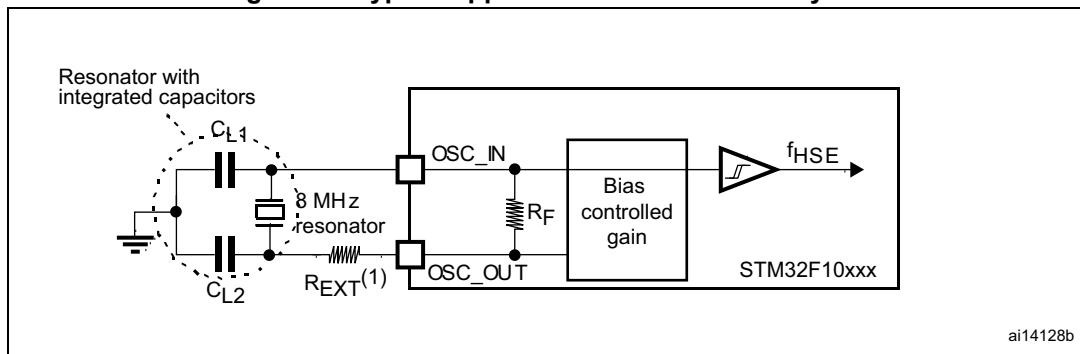 Resonator with
integrated capacitors
CL1
OSC_IN
fHSE
8 MHz
resonator
RF
Bias
controlled
gain
STM32F10xxx
REXT(1)
OSC_OUT
CL2
ai14128b